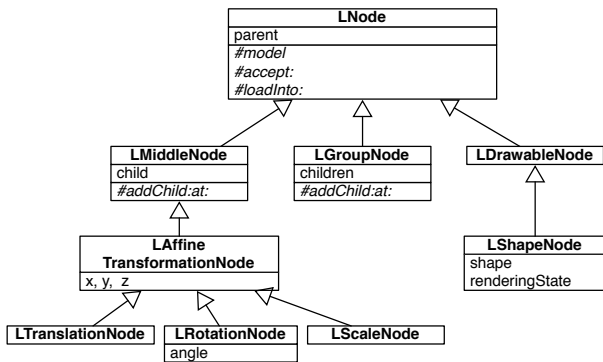 LNode
parent
#model
#accept:
#loadInto:
LMiddleNode
child
#addChild:at:
LGroupNode
children
#addChild:at:
LDrawableNode
LAffine
TransformationNode
x, y, z
LShapeNode
shape
renderingState
LTranslationNode
LRotationNode
angle
LScaleNode